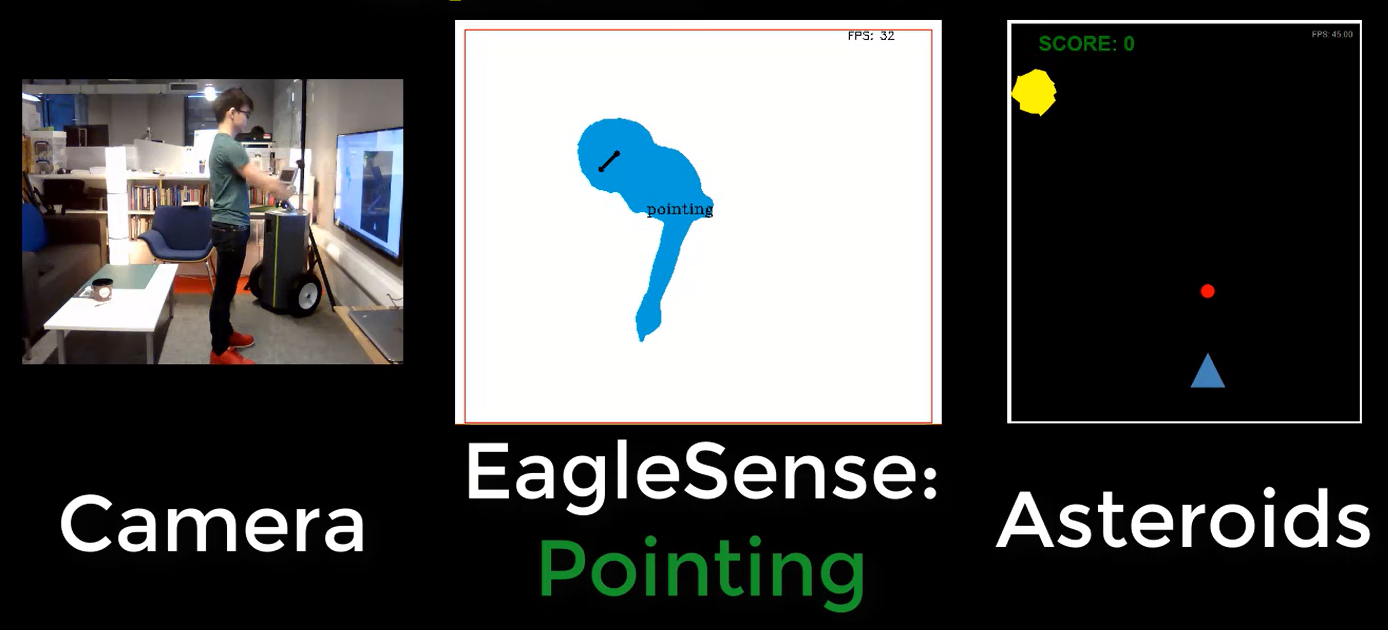 FPS: 32
pointing
SCORE: 0
FPS: 45.00
Camera
EagleSense:
Pointing
Asteroids